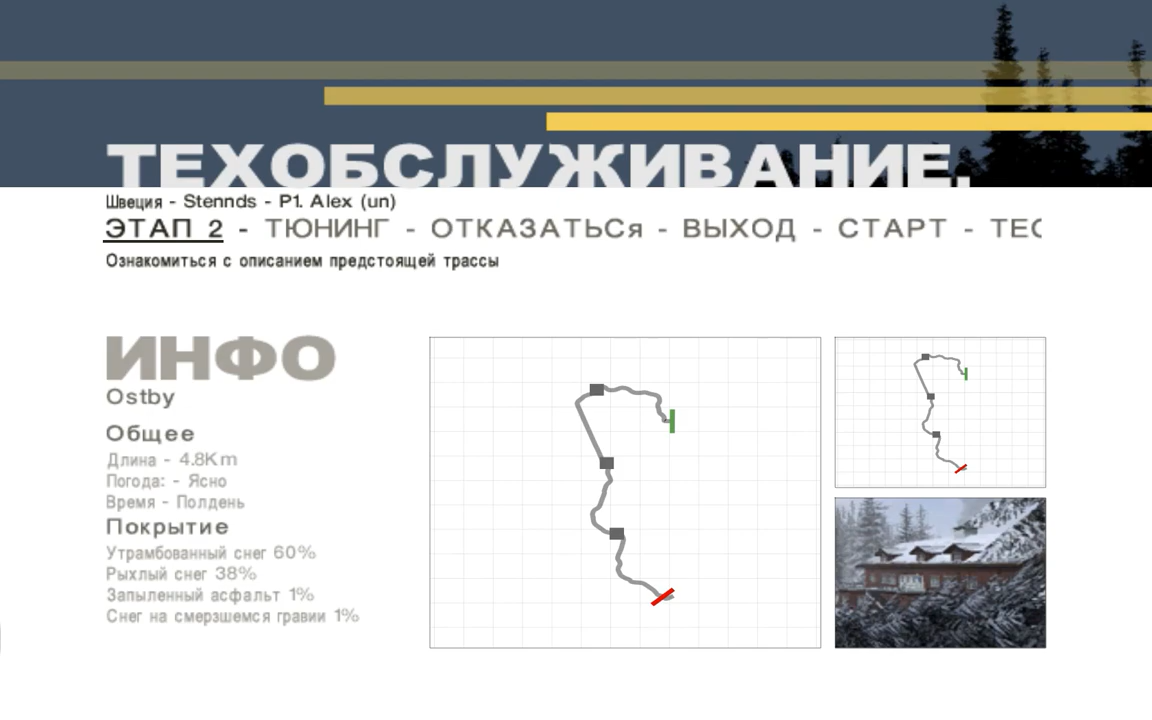 ТЕХОБСЛУЖИВАНИЕ.
Швеция - Stennds - P1. Alex (un)
ЭТАП 2 - ТЮНИНГ - ОТКАЗАТЬСя - ВЫХОД - СТАРТ - ТЕС
Ознакомиться с описанием предстоящей трассы
ИНФО
Ostby
Общее
Длина - 4.8Km
Погода: - Ясно
Время - Полдень
Покрытие
Утрамбованный снег 60%
Рыхлый снег 38%
Запыленный асфальт 1%
Снег на смерзшемся гравии 1%